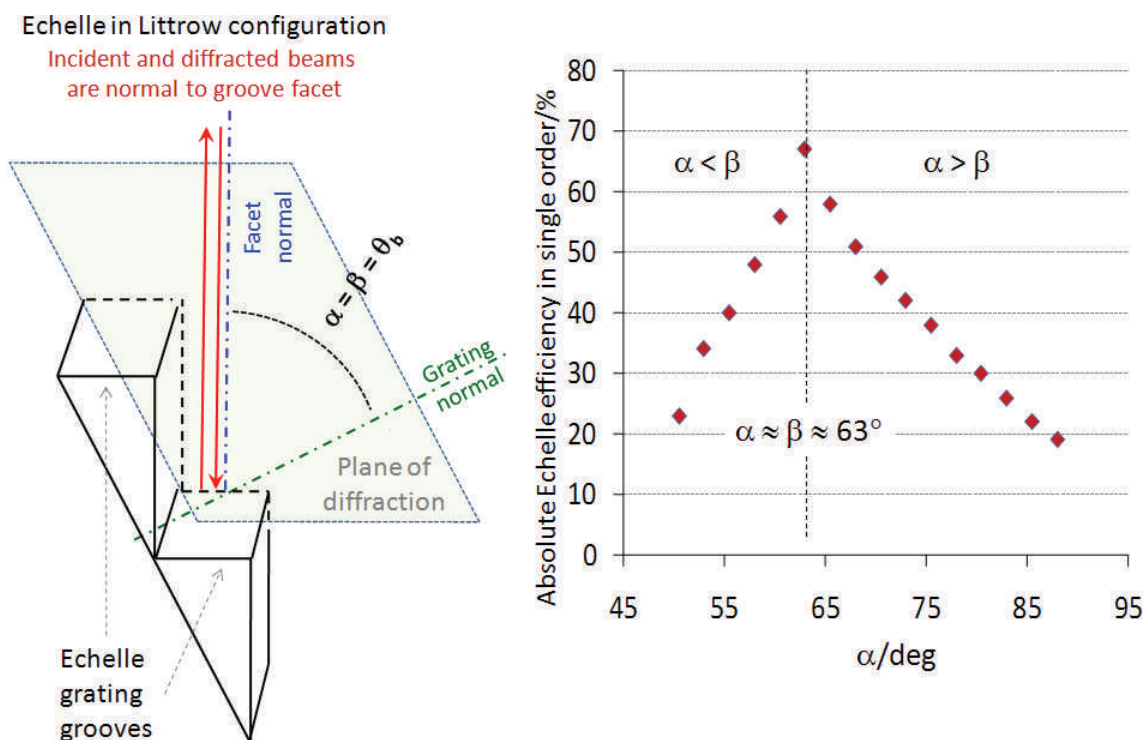 Echelle in Littrow configuration
Incident and diffracted beams
are normal to groove facet
Facet
normal
α = β = θb
Grating
normal
Plane of
diffraction
Echelle
grating
grooves
Absolute Echelle efficiency in single order/%
80
70
60
50
40
30
20
10
0
α < β
α > β
α ≈ β ≈ 63°
45
55
65
75
85
95
α/deg